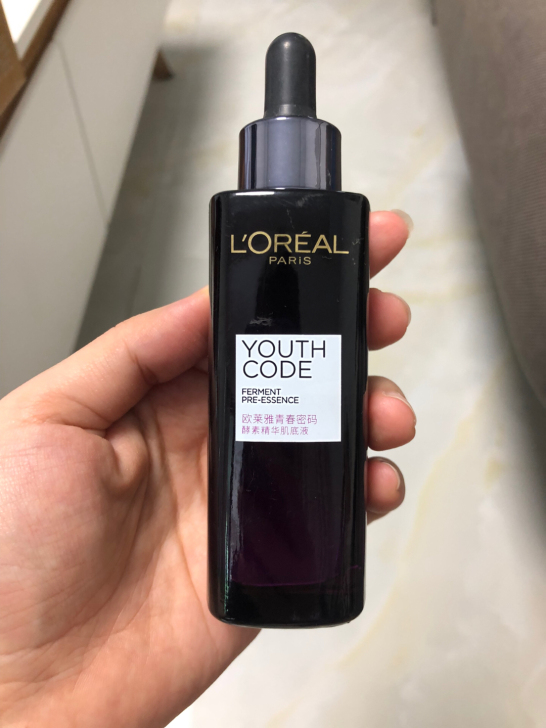 L'ORÉAL
PARiS
YOUTH
CODE
FERMENT
PRE-ESSENCE
欧莱雅青春密码
酵素精华肌底液